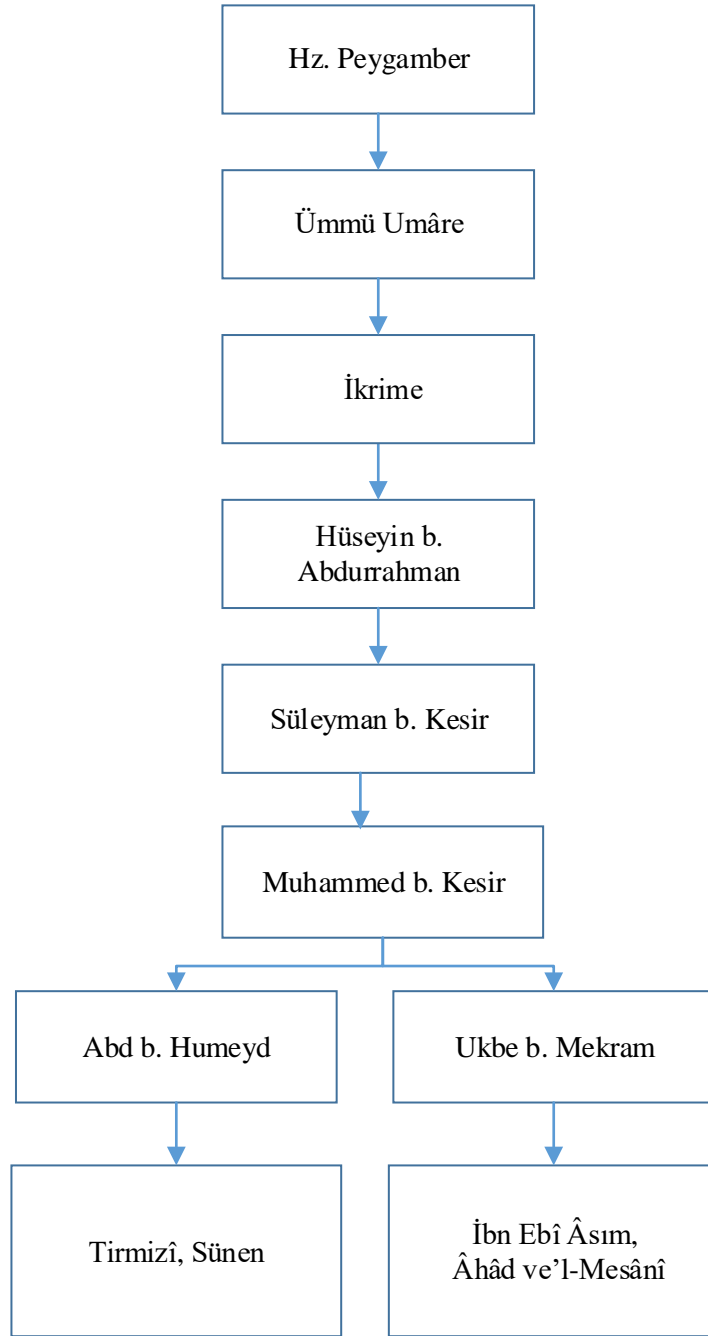 Hz. Peygamber
Ümmü Umâre
İkrime
Hüseyin b.
Abdurrahman
Süleyman b. Kesir
Muhammed b. Kesir
Abd b. Humeyd
Ukbe b. Mekram
Tirmizî, Sünen
İbn Ebî Âsım,
Âhâd ve’l-Mesânî